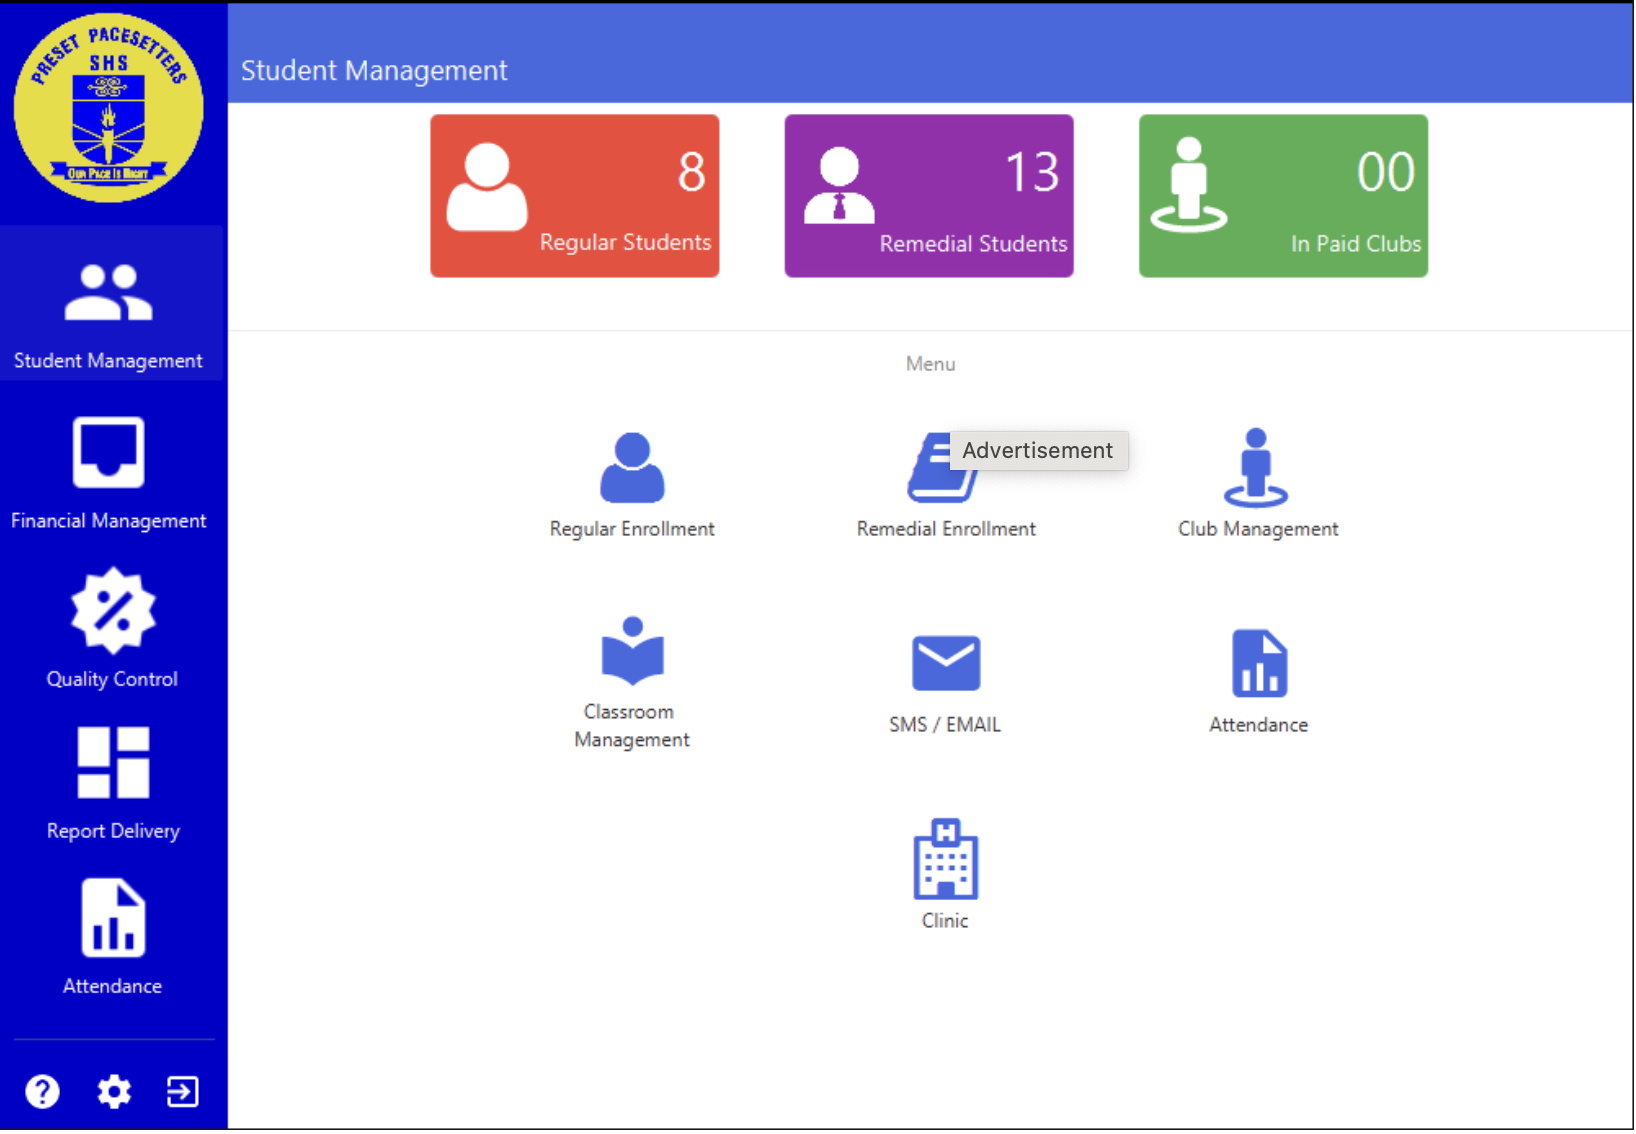 PRESET PACESETTERS
SHS
OUR PACE IS RIGHT
Student Management
Financial Management
Quality Control
Report Delivery
Attendance
Student Management
8
Regular Students
13
Remedial Students
00
In Paid Clubs
Menu
Advertisement
Regular Enrollment
Remedial Enrollment
Club Management
Classroom
Management
SMS / EMAIL
Attendance
H
Clinic